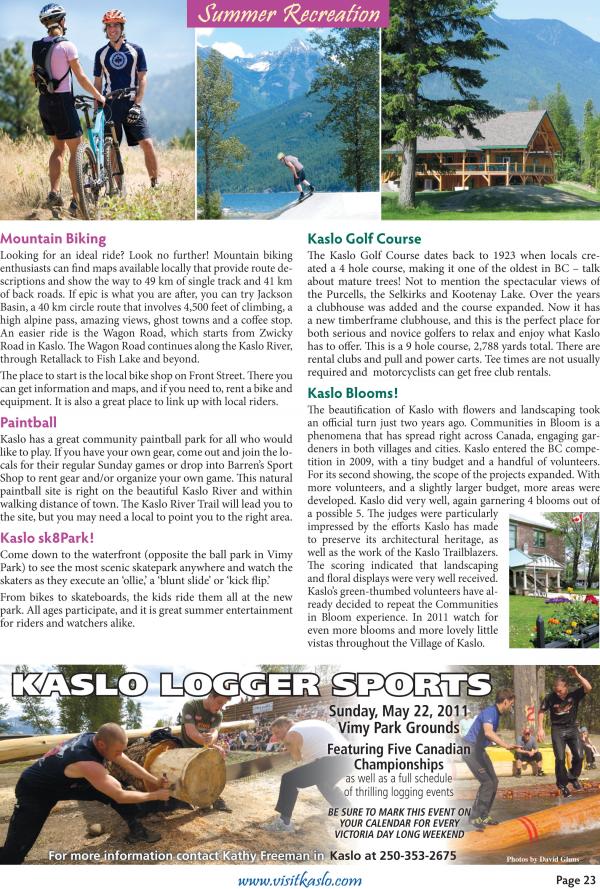 Summer Recreation
Mountain Biking
Looking for an ideal ride? Look no further! Mountain biking
enthusiasts can find maps available locally that provide route de-
scriptions and show the way to 49 km of single track and 41 km
of back roads. If epic is what you are after, you can try Jackson
Basin, a 40 km circle route that involves 4,500 feet of climbing, a
high alpine pass, amazing views, ghost towns and a coffee stop.
An easier ride is the Wagon Road, which starts from Zwicky
Road in Kaslo. The Wagon Road continues along the Kaslo River,
through Retallack to Fish Lake and beyond.
The place to start is the local bike shop on Front Street. There you
can get information and maps, and if you need to, rent a bike and
equipment. It is also a great place to link up with local riders.
Paintball
Kaslo has a great community paintball park for all who would
like to play. If you have your own gear, come out and join the lo-
cals for their regular Sunday games or drop into Barren's Sport
Shop to rent gear and/or organize your own game. This natural
paintball site is right on the beautiful Kaslo River and within
walking distance of town. The Kaslo River Trail will lead you to
the site, but you may need a local to point you to the right area.
Kaslo sk8Park!
Come down to the waterfront (opposite the ball park in Vimy
Park) to see the most scenic skatepark anywhere and watch the
skaters as they execute an 'ollie,' a 'blunt slide' or 'kick flip.'
From bikes to skateboards, the kids ride them all at the new
park. All ages participate, and it is great summer entertainment
for riders and watchers alike.
Kaslo Golf Course
The Kaslo Golf Course dates back to 1923 when locals cre-
ated a 4 hole course, making it one of the oldest in BC – talk
about mature trees! Not to mention the spectacular views of
the Purcells, the Selkirks and Kootenay Lake. Over the years
a clubhouse was added and the course expanded. Now it has
a new timberframe clubhouse, and this is the perfect place for
both serious and novice golfers to relax and enjoy what Kaslo
has to offer. This is a 9 hole course, 2,788 yards total. There are
rental clubs and pull and power carts. Tee times are not usually
required and motorcyclists can get free club rentals.
Kaslo Blooms!
The beautification of Kaslo with flowers and landscaping took
an official turn just two years ago. Communities in Bloom is a
phenomena that has spread right across Canada, engaging gar-
deners in both villages and cities. Kaslo entered the BC compe-
tition in 2009, with a tiny budget and a handful of volunteers.
For its second showing, the scope of the project expanded. With
more volunteers, and a slightly larger budget, more areas were
developed. Kaslo did very well, again garnering 4 blooms out of
a possible 5. The judges were particularly
impressed by the efforts Kaslo has made
to preserve its architectural heritage, as
well as the work of the Kaslo Trailblazers.
The scoring indicated that landscaping
and floral displays were very well received.
Kaslo's green-thumbed volunteers have al-
ready decided to repeat the Communities
in Bloom experience. In 2011 watch for
even more blooms and more lovely little
vistas throughout the Village of Kaslo.
KASLO LOGGER SPORTS
Sunday, May 22, 2011
Vimy Park Grounds
Featuring Five Canadian
Championships
as well as a full schedule
of thrilling logging events
BE SURE TO MARK THIS EVENT ON
YOUR CALENDAR FOR EVERY
VICTORIA DAY LONG WEEKEND
For more information contact Kathy Freeman in Kaslo at 250-353-2675
Photos by David Gluns
www.visitkaslo.com
Page 23